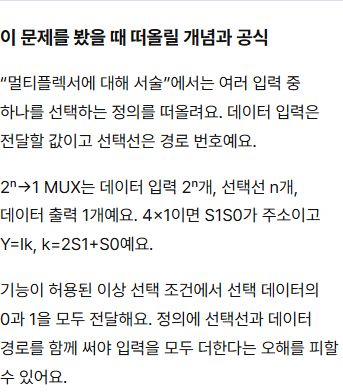 이 문제를 봤을 때 떠올릴 개념과 공식
“멀티플렉서에 대해 서술”에서는 여러 입력 중
하나를 선택하는 정의를 떠올려요. 데이터 입력은
전달할 값이고 선택선은 경로 번호예요.
2ⁿ→1 MUX는 데이터 입력 2ⁿ개, 선택선 n개,
데이터 출력 1개예요. 4×1이면 S1S0가 주소이고
Y=Ik, k=2S1+S0예요.
기능이 허용된 이상 선택 조건에서 선택 데이터의
0과 1을 모두 전달해요. 정의에 선택선과 데이터
경로를 함께 써야 입력을 모두 더한다는 오해를 피할
수 있어요.